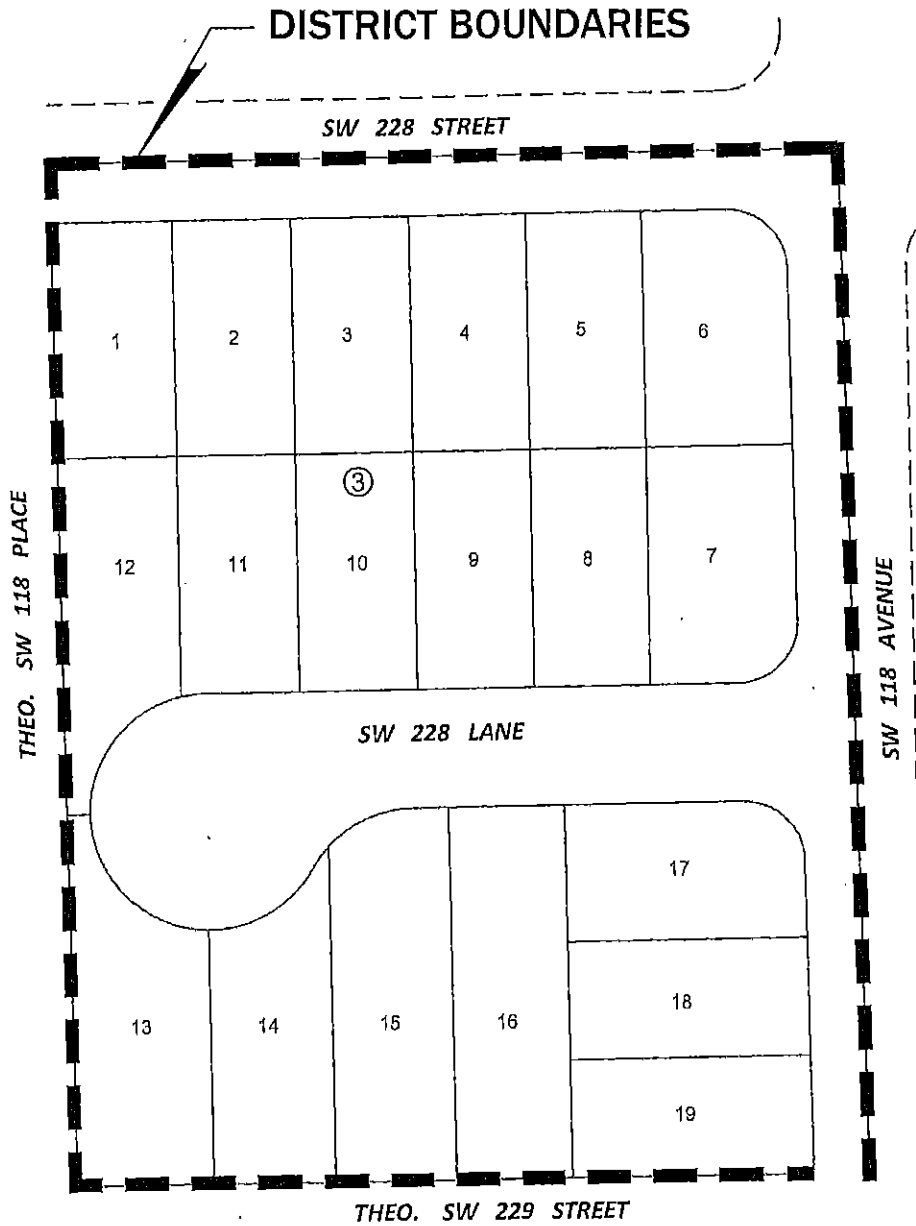 DISTRICT BOUNDARIES
SW 228 STREET
1 2 3 4 5 6
③
12 11 10 9 8 7
THEO. SW 118 PLACE
SW 118 AVENUE
SW 228 LANE
17
13 14 15 16 18
19
THEO. SW 229 STREET